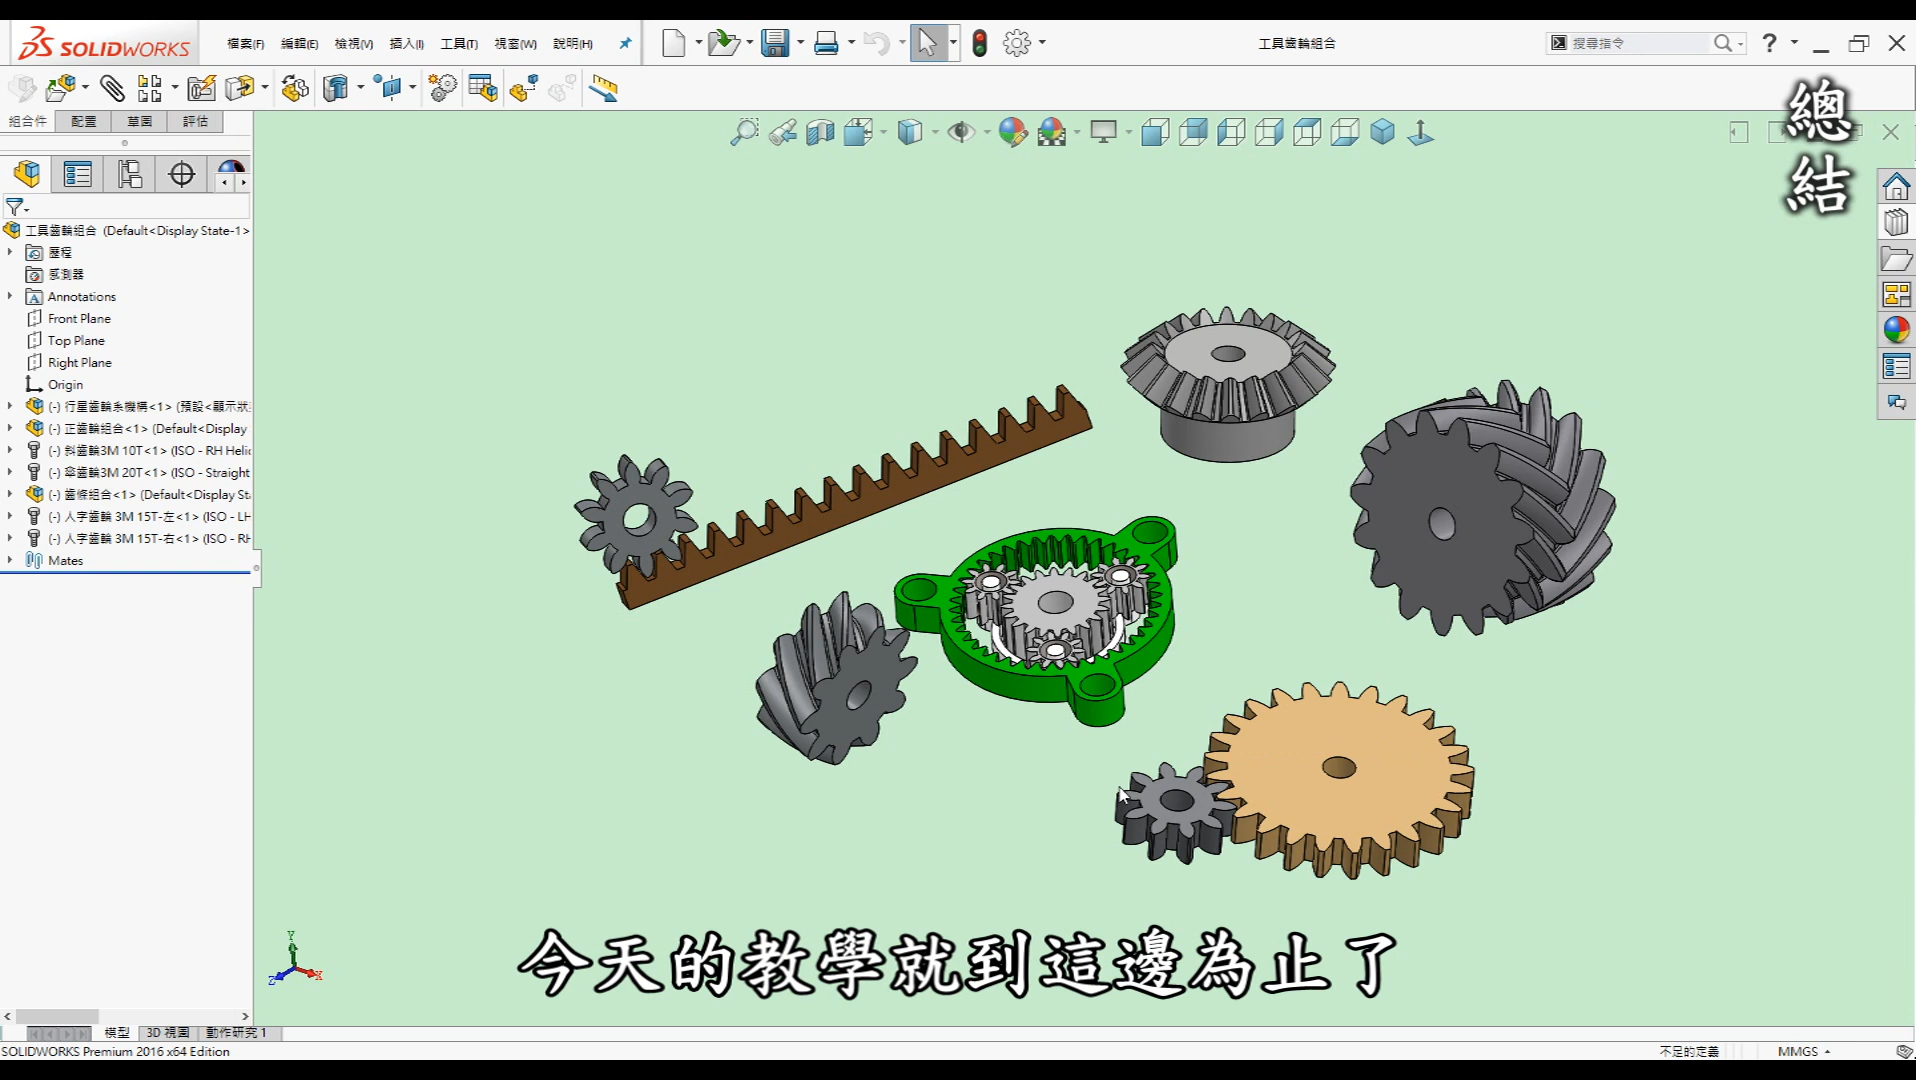 SOLIDWORKS
檔案(F) 編輯(E) 檢視(V) 插入(I) 工具(T) 視窗(W) 說明(H)
工具齒輪組合
搜尋指令
總結
組合件 配置 草圖 評估
工具齒輪組合 (Default<Display State-1>
歷程
感測器
Annotations
Front Plane
Top Plane
Right Plane
Origin
(-) 行星齒輪系機構<1> (預設<顯示狀
(-) 正齒輪組合<1> (Default<Display
(-) 斜齒輪3M 10T<1> (ISO - RH Heli
(-) 傘齒輪3M 20T<1> (ISO - Straight
(-) 齒條組合<1> (Default<Display St
(-) 人字齒輪 3M 15T-左<1> (ISO - LH
(-) 人字齒輪 3M 15T-右<1> (ISO - RH
Mates
Y
Z
X
今天的教學就到這邊為止了
模型 3D 視圖 動作研究 1
SOLIDWORKS Premium 2016 x64 Edition
不足的定義
MMGS